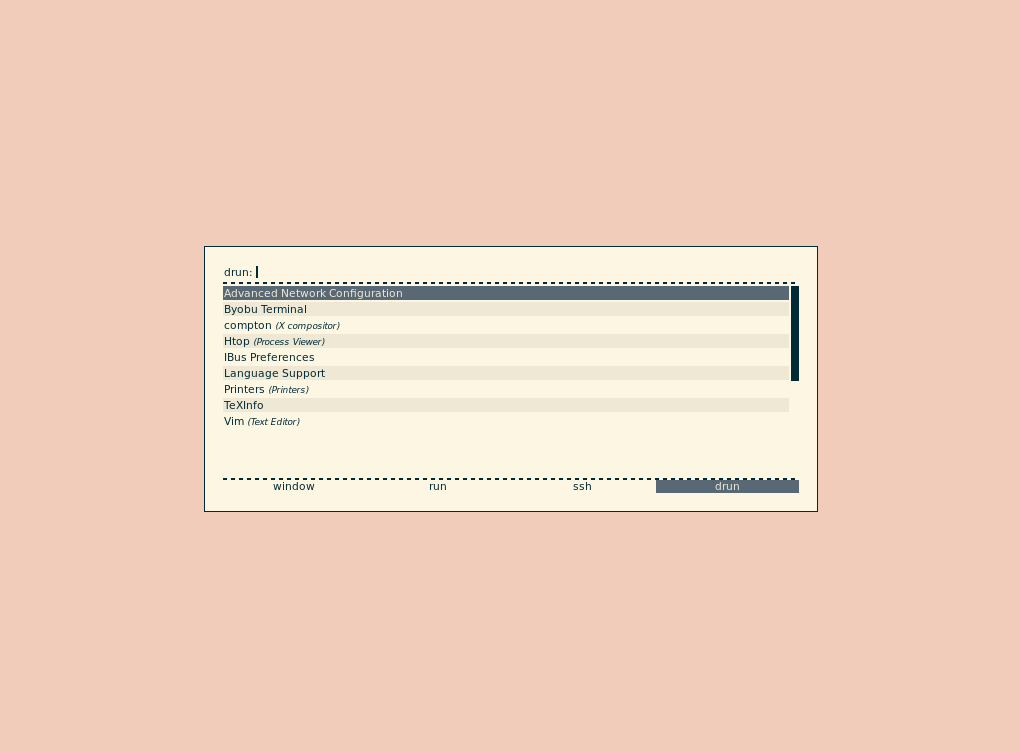 drun:
Advanced Network Configuration
Byobu Terminal
compton (X compositor)
Htop (Process Viewer)
IBus Preferences
Language Support
Printers (Printers)
TeXInfo
Vim (Text Editor)
window run ssh drun